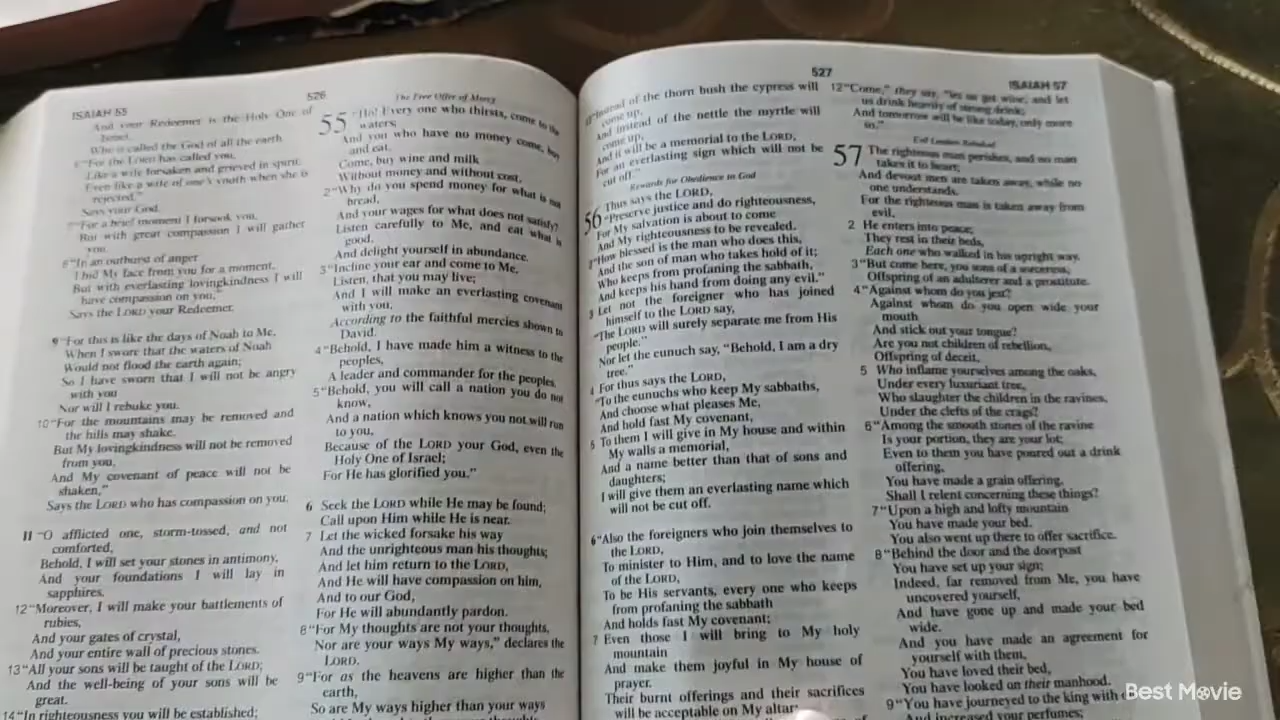 ISAIAH 55
526
And your Redeemer is the Holy One of
Israel,
Who is called the God of all the earth.
6 "For the LORD has called you,
Like a wife forsaken and grieved in spirit,
Even like a wife of one's youth when she is
rejected,"
Says your God.
7 "For a brief moment I forsook you,
But with great compassion I will gather
you.
8 "In an outburst of anger
I hid My face from you for a moment,
But with everlasting lovingkindness I will
have compassion on you,"
Says the LORD your Redeemer.
9 "For this is like the days of Noah to Me,
When I swore that the waters of Noah
Would not flood the earth again;
So I have sworn that I will not be angry
with you
Nor will I rebuke you.
10 "For the mountains may be removed and
the hills may shake,
But My lovingkindness will not be removed
from you,
And My covenant of peace will not be
shaken,"
Says the LORD who has compassion on you.
11 "O afflicted one, storm-tossed, and not
comforted,
Behold, I will set your stones in antimony,
And your foundations I will lay in
sapphires.
12 "Moreover, I will make your battlements of
rubies,
And your gates of crystal,
And your entire wall of precious stones.
13 "All your sons will be taught of the LORD;
And the well-being of your sons will be
great.
14 "In righteousness you will be established;
The Free Offer of Mercy
55 "Ho! Every one who thirsts, come to the
waters;
And you who have no money come, buy
and eat.
Come, buy wine and milk
Without money and without cost.
2 "Why do you spend money for what is not
bread,
And your wages for what does not satisfy?
Listen carefully to Me, and eat what is
good,
And delight yourself in abundance.
3 "Incline your ear and come to Me.
Listen, that you may live;
And I will make an everlasting covenant
with you,
According to the faithful mercies shown to
David.
4 "Behold, I have made him a witness to the
peoples,
A leader and commander for the peoples.
5 "Behold, you will call a nation you do not
know,
And a nation which knows you not will run
to you,
Because of the LORD your God, even the
Holy One of Israel;
For He has glorified you."
6 Seek the LORD while He may be found;
Call upon Him while He is near.
7 Let the wicked forsake his way
And the unrighteous man his thoughts;
And let him return to the LORD,
And He will have compassion on him,
And to our God,
For He will abundantly pardon.
8 "For My thoughts are not your thoughts,
Nor are your ways My ways," declares the
LORD.
9 "For as the heavens are higher than the
earth,
So are My ways higher than your ways
527
ISAIAH 57
"Instead of the thorn bush the cypress will
come up,
And instead of the nettle the myrtle will
come up,
And it will be a memorial to the LORD,
For an everlasting sign which will not be
cut off."
Rewards for Obedience to God
56 Thus says the LORD,
"Preserve justice and do righteousness,
For My salvation is about to come
And My righteousness to be revealed.
2 "How blessed is the man who does this,
And the son of man who takes hold of it;
Who keeps from profaning the sabbath,
And keeps his hand from doing any evil."
3 Let not the foreigner who has joined
himself to the LORD say,
"The LORD will surely separate me from His
people."
Nor let the eunuch say, "Behold, I am a dry
tree."
4 For thus says the LORD,
"To the eunuchs who keep My sabbaths,
And choose what pleases Me,
And hold fast My covenant,
5 To them I will give in My house and within
My walls a memorial,
And a name better than that of sons and
daughters;
I will give them an everlasting name which
will not be cut off.
6 "Also the foreigners who join themselves to
the LORD,
To minister to Him, and to love the name
of the LORD,
To be His servants, every one who keeps
from profaning the sabbath
And holds fast My covenant;
7 Even those I will bring to My holy
mountain
And make them joyful in My house of
prayer.
Their burnt offerings and their sacrifices
will be acceptable on My altar;
12 "Come," they say, "let us get wine, and let
us drink heavily of strong drink;
And tomorrow will be like today, only more
so."
Evil Leaders Rebuked
57 The righteous man perishes, and no man
takes it to heart;
And devout men are taken away, while no
one understands.
For the righteous man is taken away from
evil,
2 He enters into peace;
They rest in their beds,
Each one who walked in his upright way.
3 "But come here, you sons of a sorceress,
Offspring of an adulterer and a prostitute.
4 "Against whom do you jest?
Against whom do you open wide your
mouth
And stick out your tongue?
Are you not children of rebellion,
Offspring of deceit,
5 Who inflame yourselves among the oaks,
Under every luxuriant tree,
Who slaughter the children in the ravines,
Under the clefts of the crags?
6 "Among the smooth stones of the ravine
Is your portion, they are your lot;
Even to them you have poured out a drink
offering,
You have made a grain offering.
Shall I relent concerning these things?
7 "Upon a high and lofty mountain
You have made your bed.
You also went up there to offer sacrifice.
8 "Behind the door and the doorpost
You have set up your sign;
Indeed, far removed from Me, you have
uncovered yourself,
And have gone up and made your bed
wide.
And you have made an agreement for
yourself with them,
You have loved their bed,
You have looked on their manhood.
9 "You have journeyed to the king with
And increased your perfumes;
Best Movie